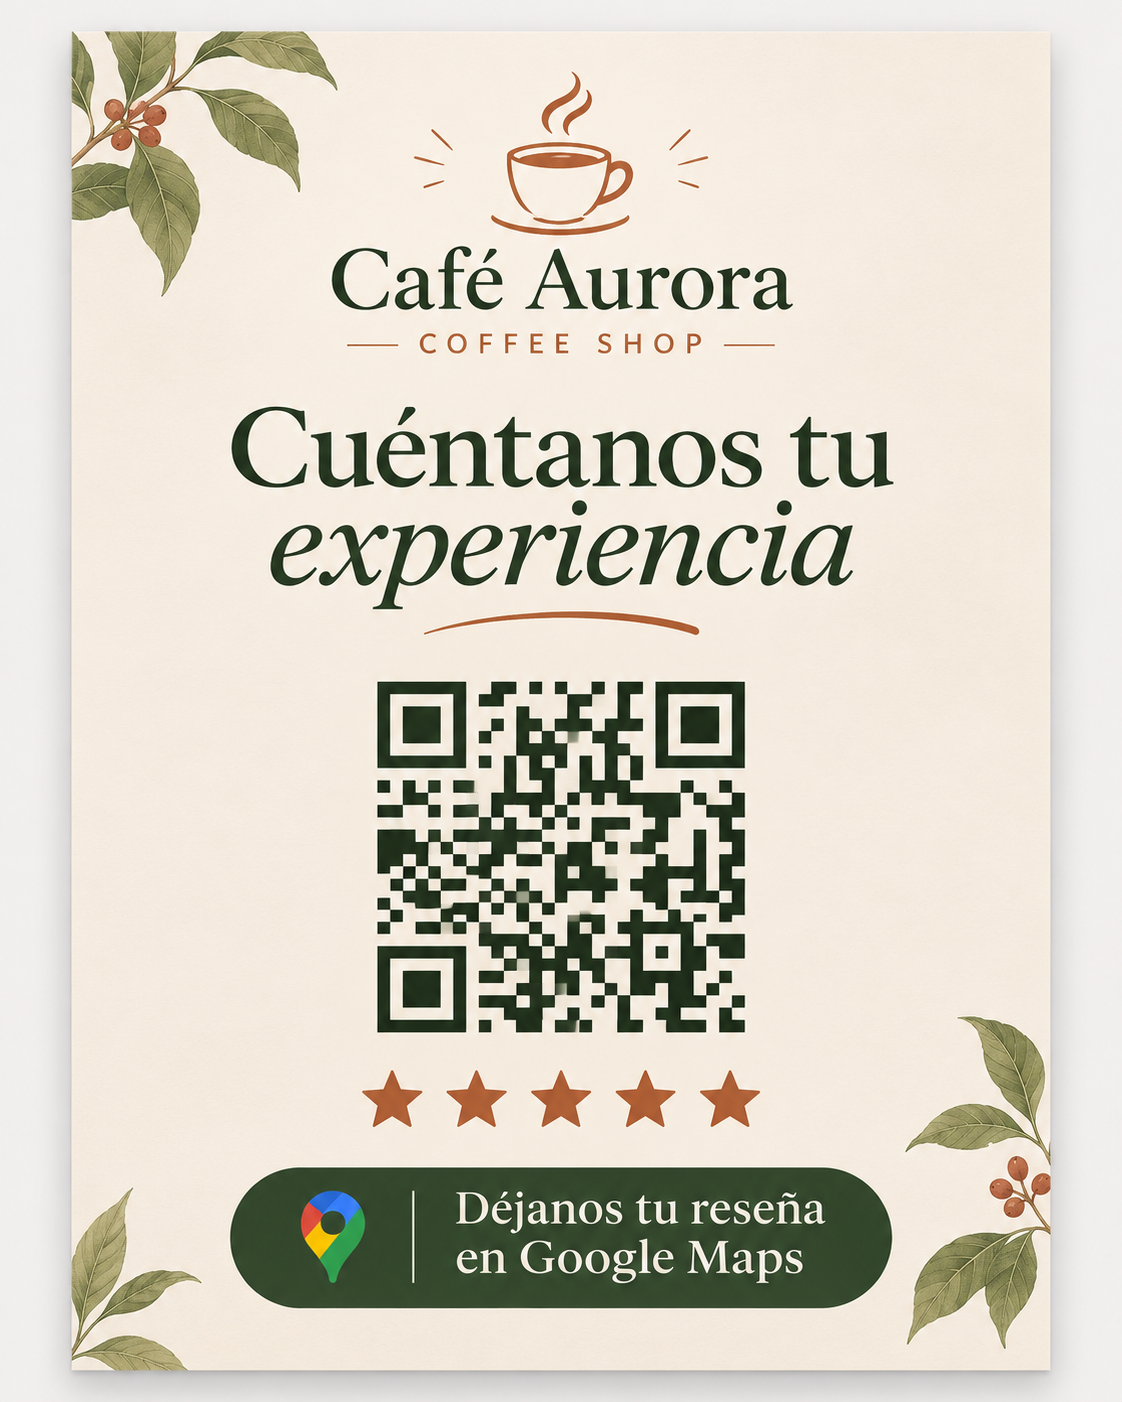 Café Aurora
COFFEE SHOP
Cuéntanos tu
experiencia
Déjanos tu reseña
en Google Maps